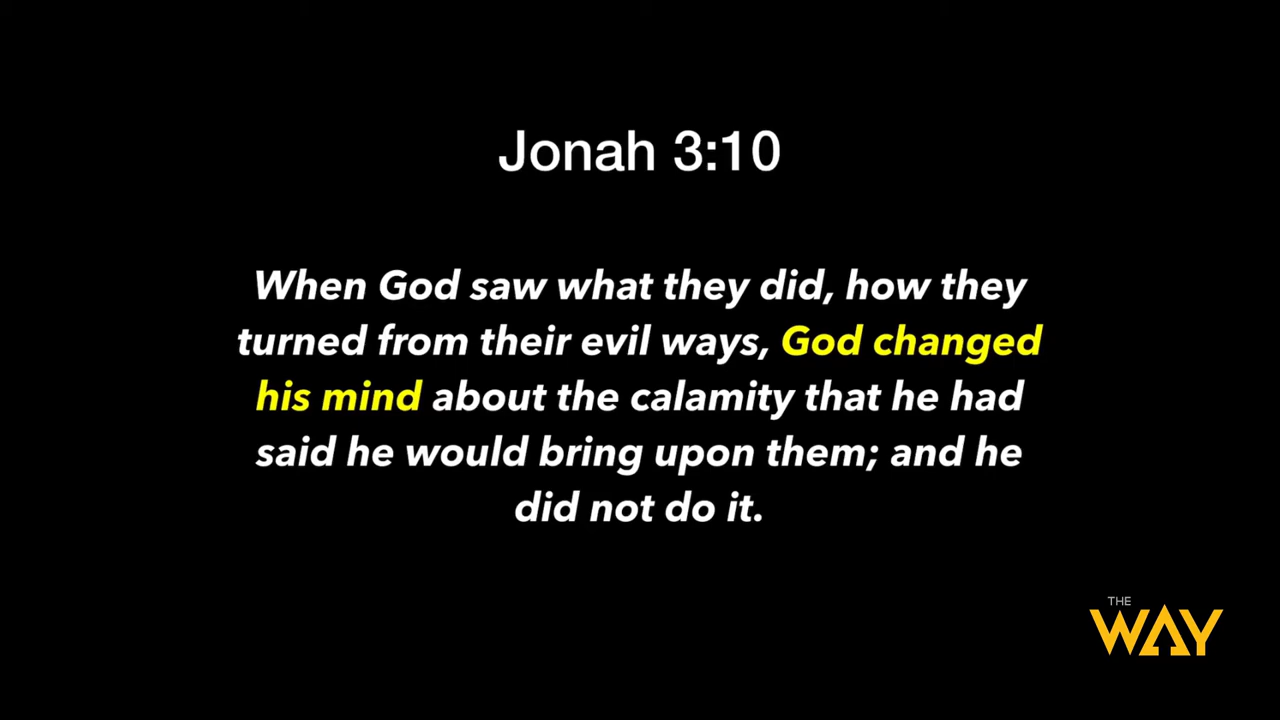 Jonah 3:10
When God saw what they did, how they
turned from their evil ways, God changed
his mind about the calamity that he had
said he would bring upon them; and he
did not do it.
THE
WAY